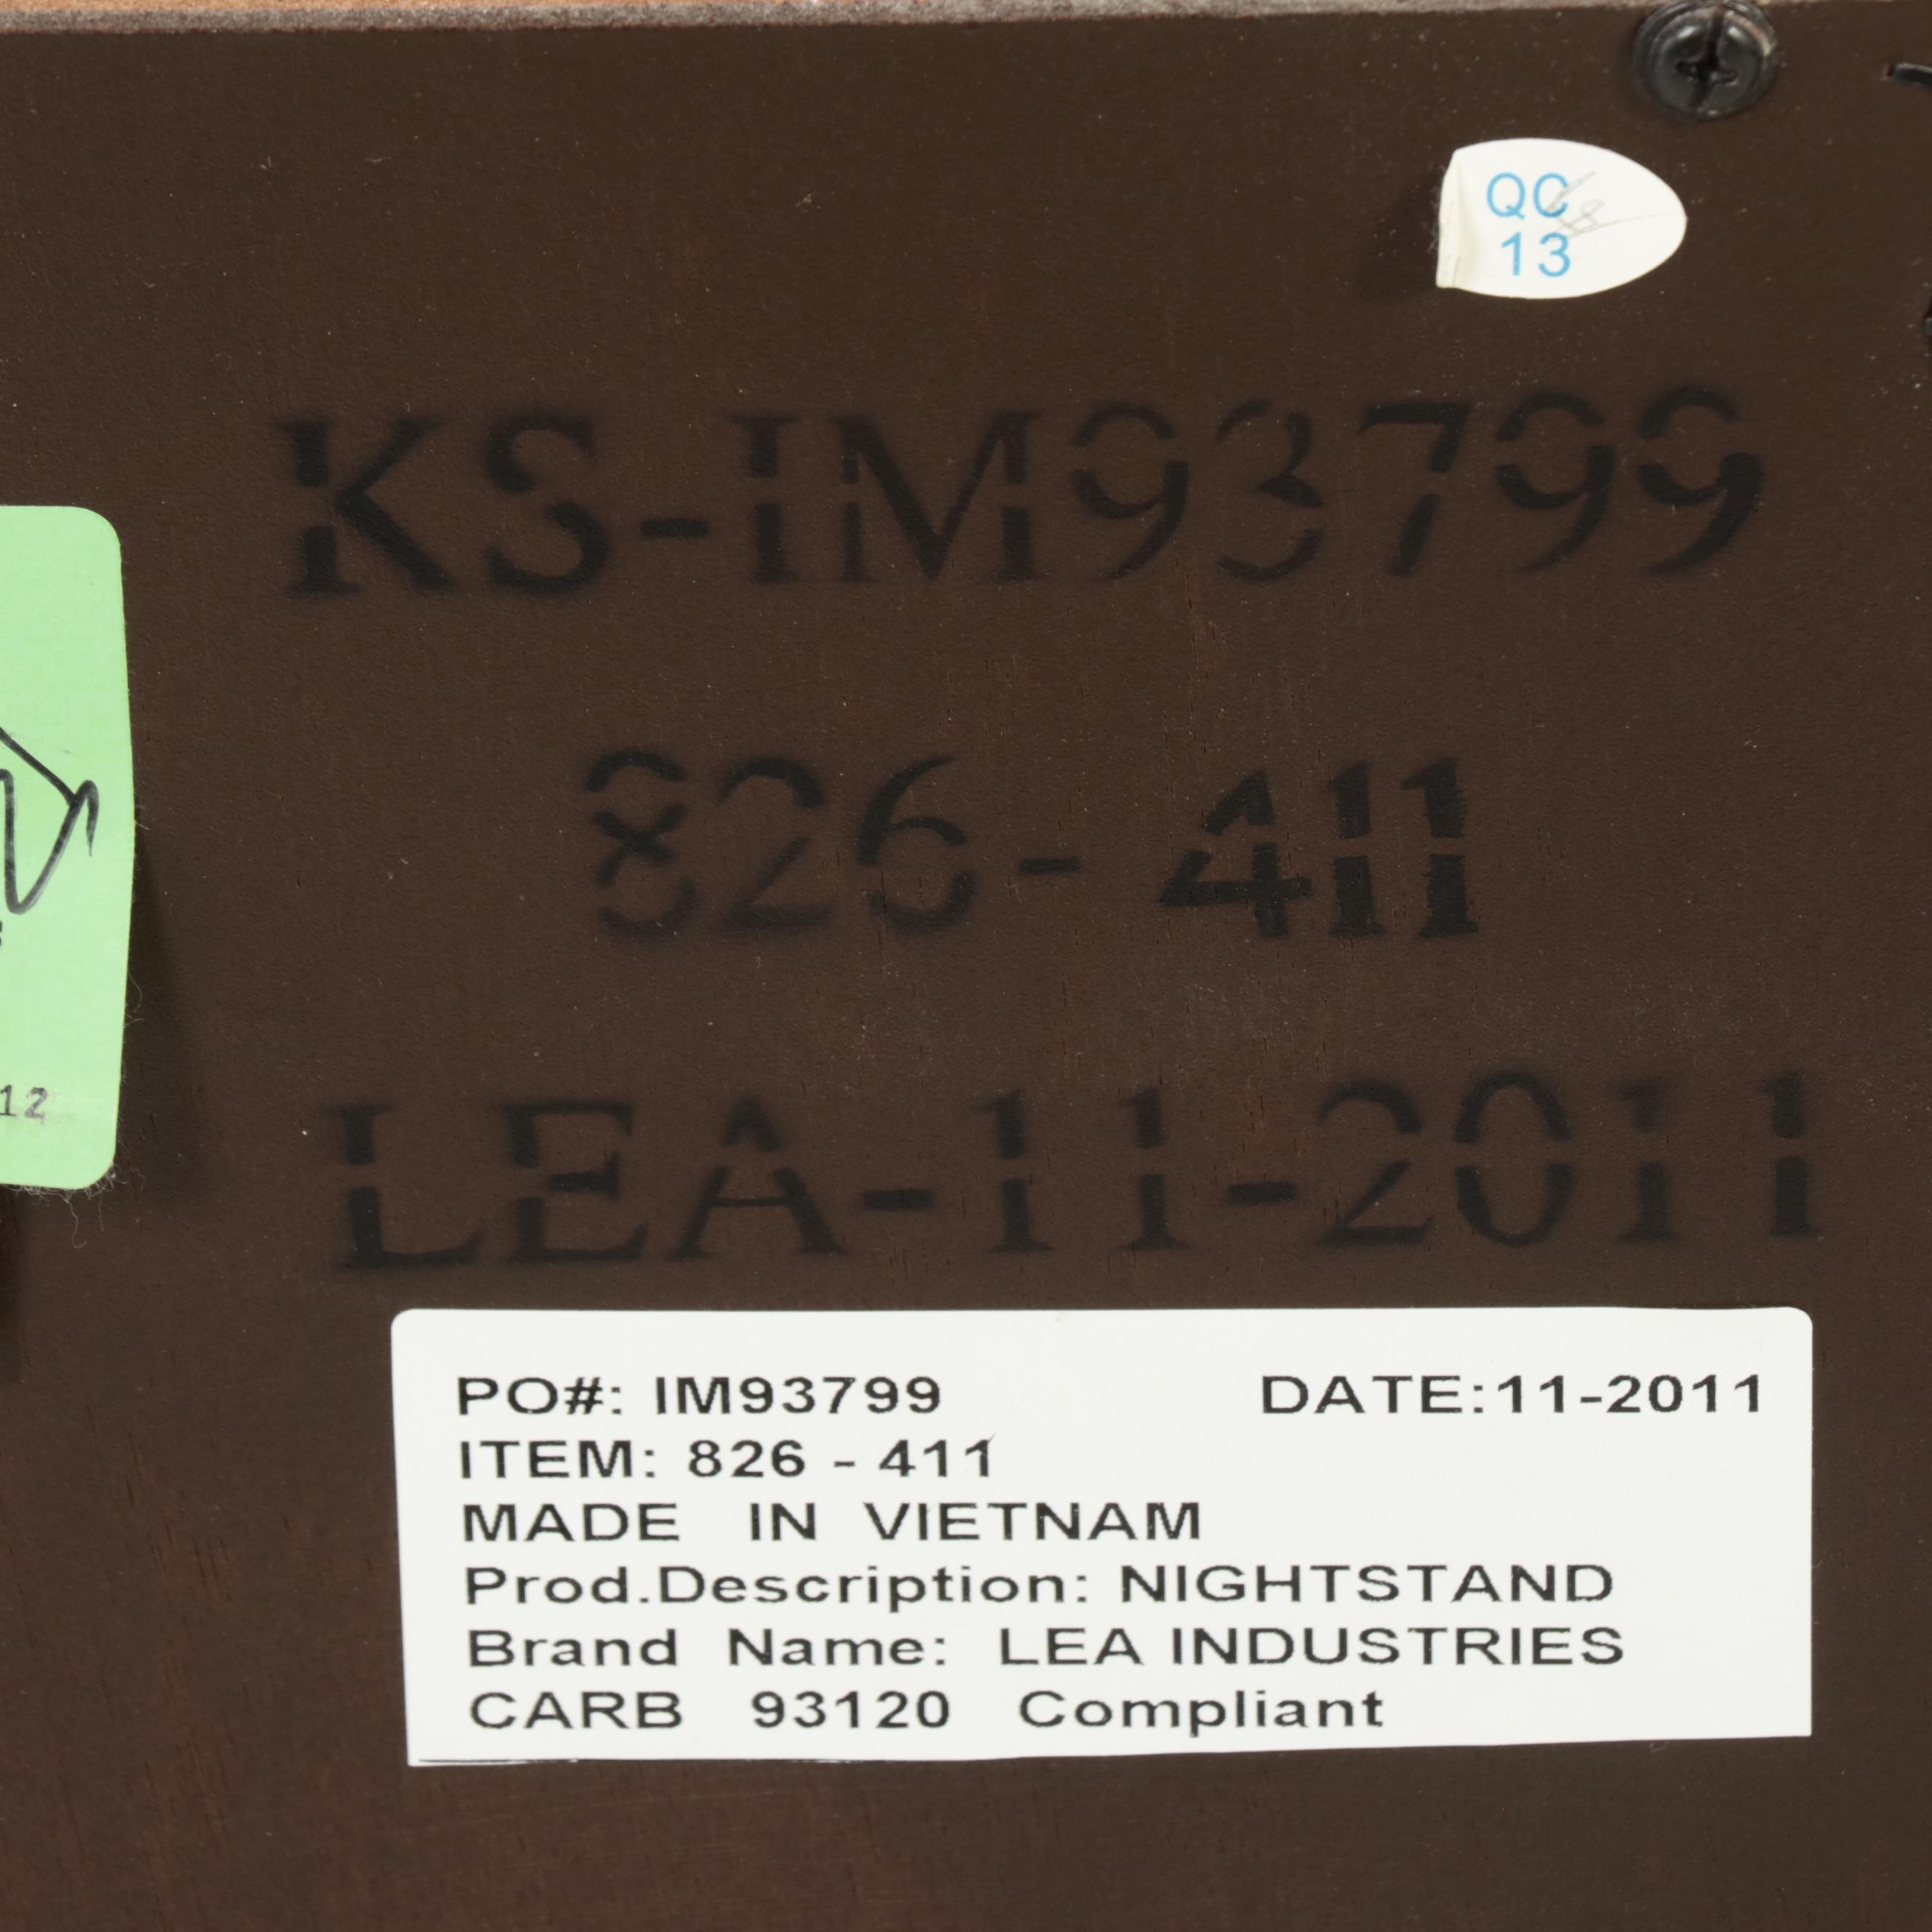 QC
13
KS-IM93799
826-411
LEA-11-2011
12
PO#: IM93799 DATE:11-2011
ITEM: 826 - 411
MADE IN VIETNAM
Prod.Description: NIGHTSTAND
Brand Name: LEA INDUSTRIES
CARB 93120 Compliant